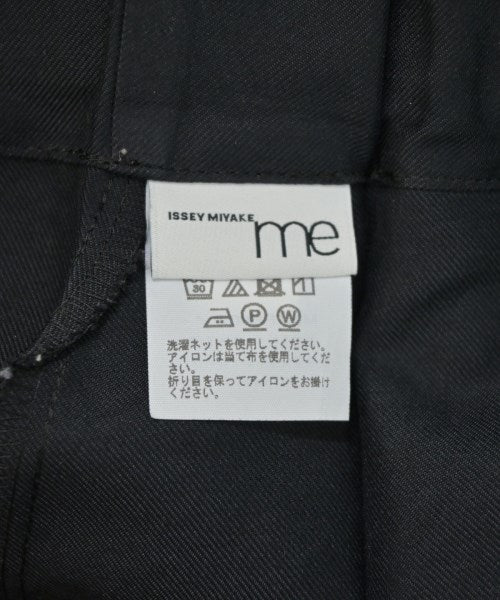 ISSEY MIYAKE me
30
P W
洗濯ネットを使用してください。
アイロンは当て布を使用してください。
折り目を保ってアイロンをお掛け
ください。